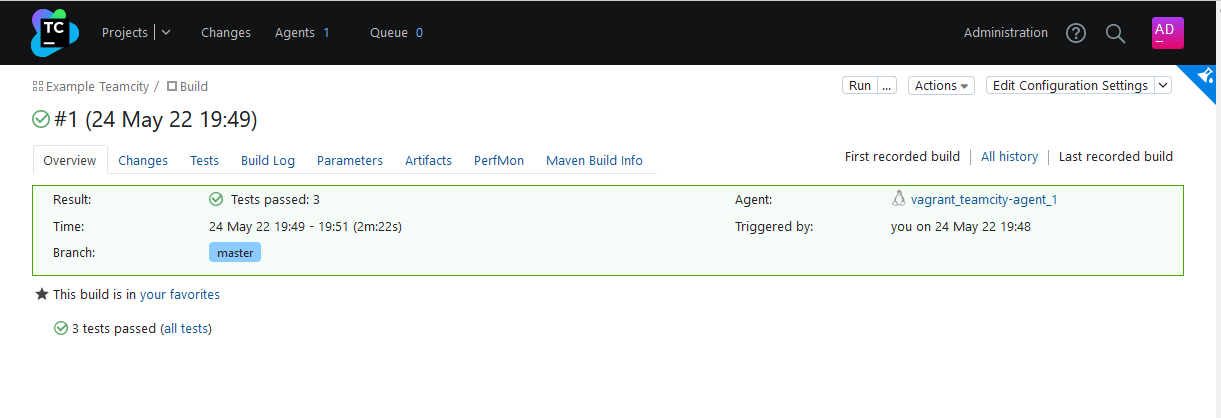 TC
Projects Changes Agents 1 Queue 0 Administration ? AD
Example Teamcity / Build Run ... Actions Edit Configuration Settings
#1 (24 May 22 19:49)
Overview Changes Tests Build Log Parameters Artifacts PerfMon Maven Build Info First recorded build | All history | Last recorded build
Result: Tests passed: 3 Agent: vagrant_teamcity-agent_1
Time: 24 May 22 19:49 - 19:51 (2m:22s) Triggered by: you on 24 May 22 19:48
Branch: master
This build is in your favorites
3 tests passed (all tests)